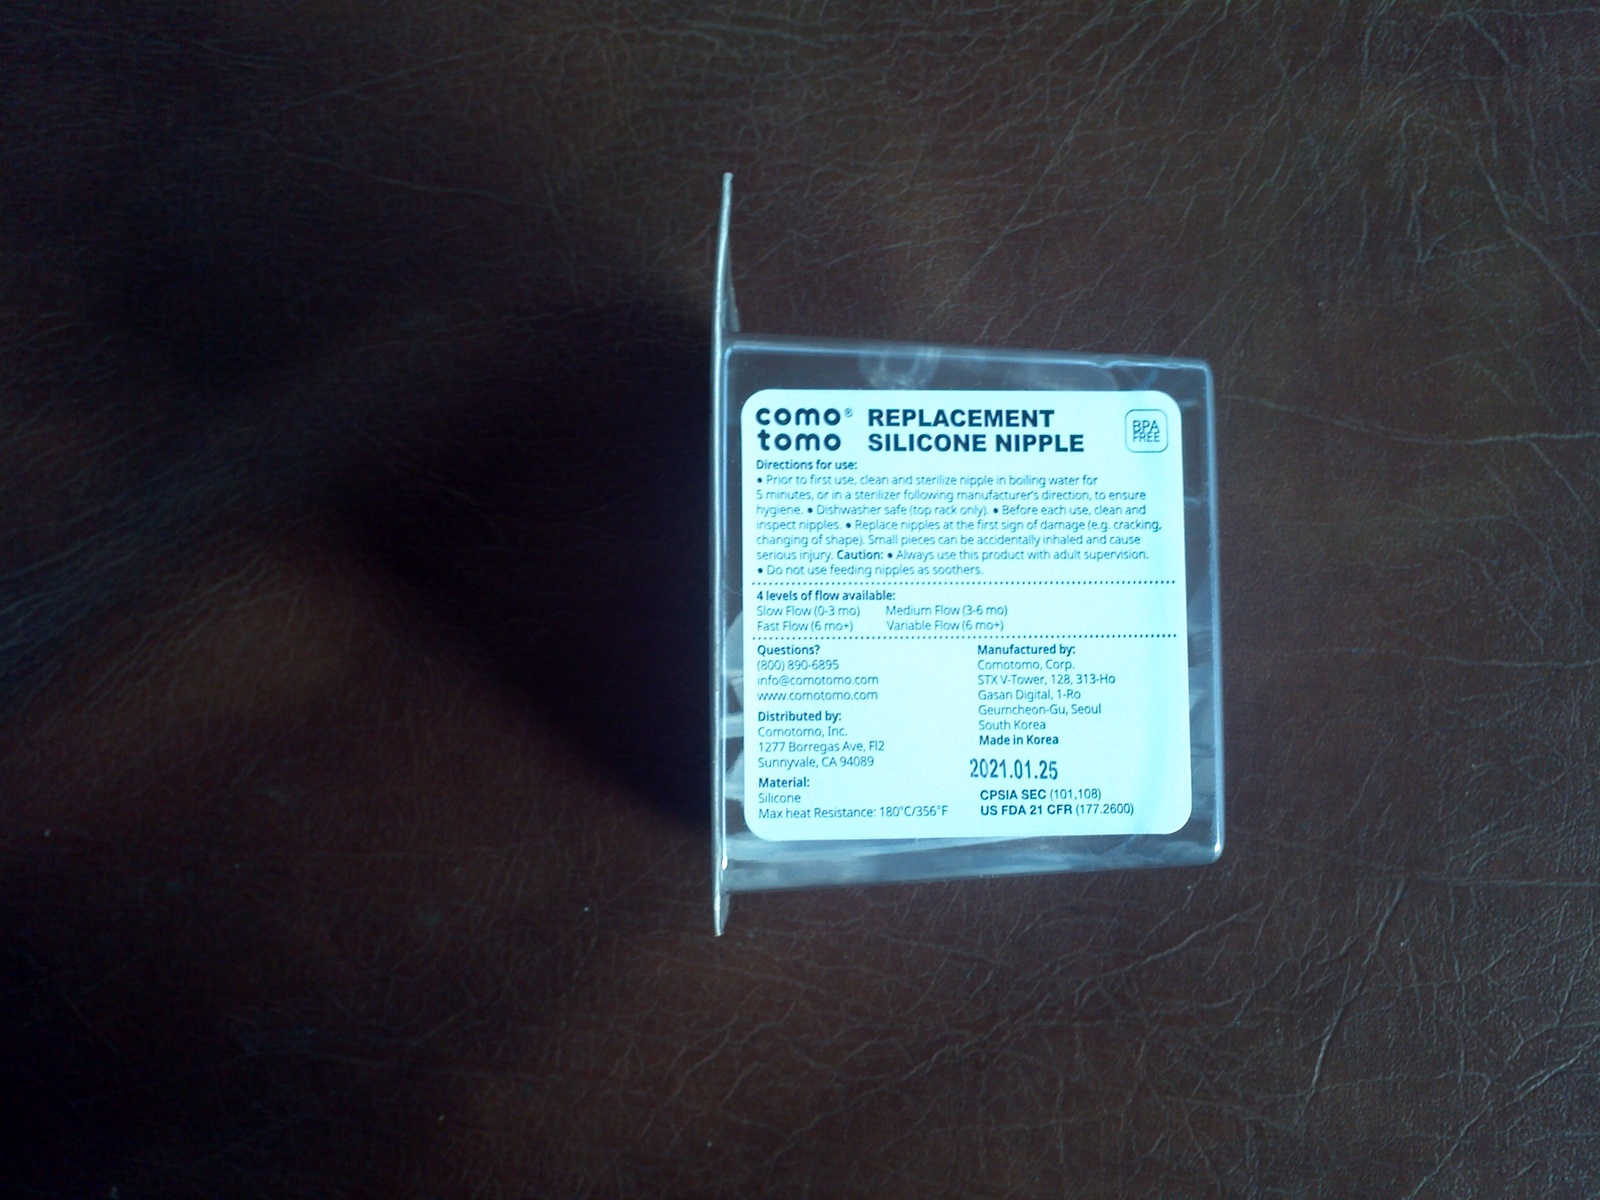 como® REPLACEMENT
tomo SILICONE NIPPLE
BPA
FREE
Directions for use:
• Prior to first use, clean and sterilize nipple in boiling water for
5 minutes, or in a sterilizer following manufacturer's direction, to ensure
hygiene. • Dishwasher safe (top rack only). • Before each use, clean and
inspect nipples. • Replace nipples at the first sign of damage (e.g. cracking,
changing of shape). Small pieces can be accidentally inhaled and cause
serious injury. Caution: • Always use this product with adult supervision.
• Do not use feeding nipples as soothers.
4 levels of flow available:
Slow Flow (0-3 mo) Medium Flow (3-6 mo)
Fast Flow (6 mo+) Variable Flow (6 mo+)
Questions?
(800) 890-6895
info@comotomo.com
www.comotomo.com
Distributed by:
Comotomo, Inc.
1277 Borregas Ave, Fl2
Sunnyvale, CA 94089
Material:
Silicone
Max heat Resistance: 180°C/356°F
Manufactured by:
Comotomo, Corp.
STX V-Tower, 128, 313-Ho
Gasan Digital, 1-Ro
Geumcheon-Gu, Seoul
South Korea
Made in Korea
2021.01.25
CPSIA SEC (101,108)
US FDA 21 CFR (177.2600)